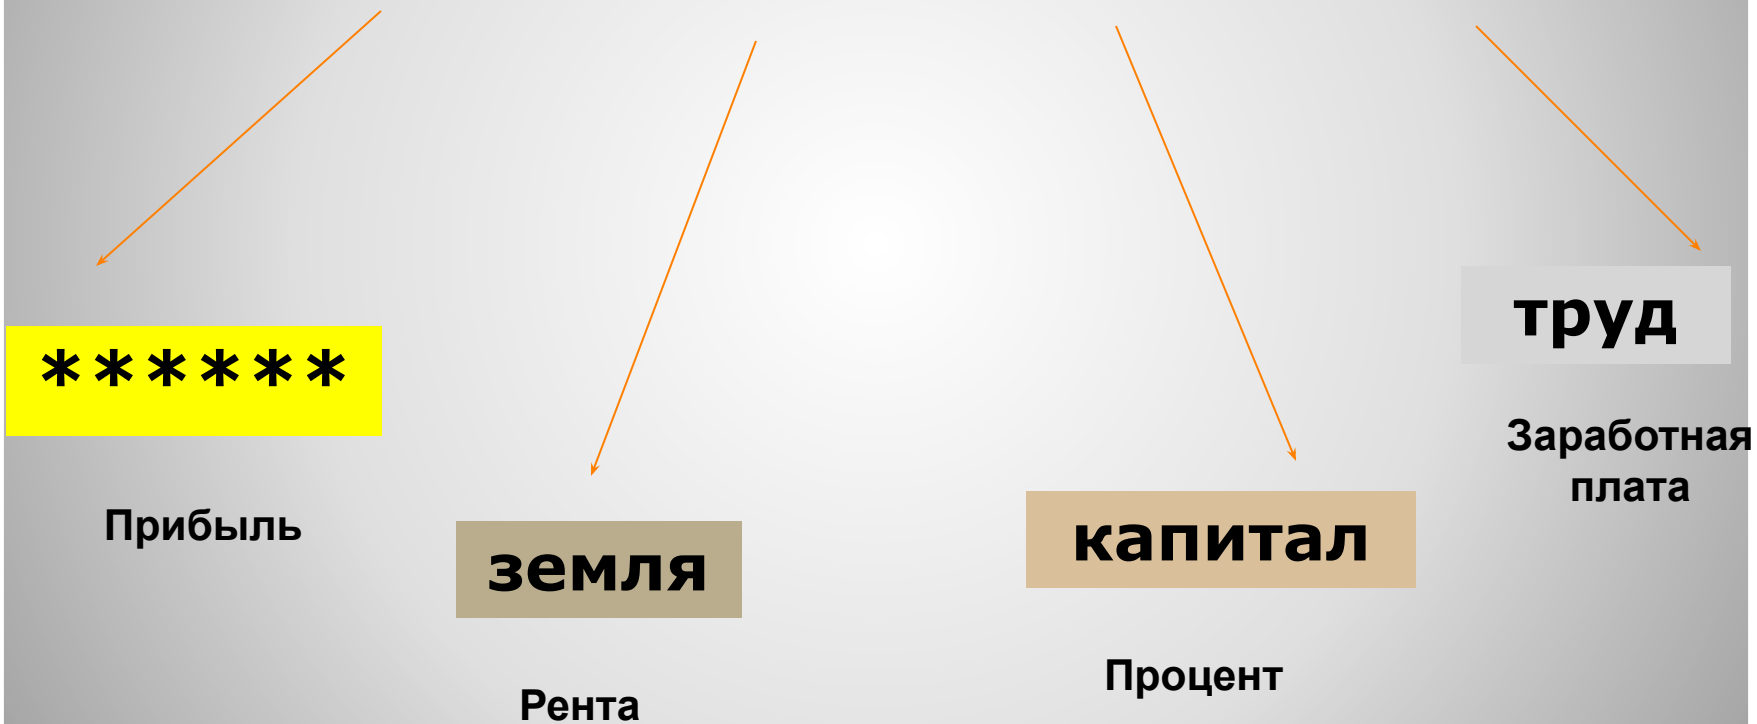 ******
Прибыль
земля
Рента
капитал
Процент
труд
Заработная
плата